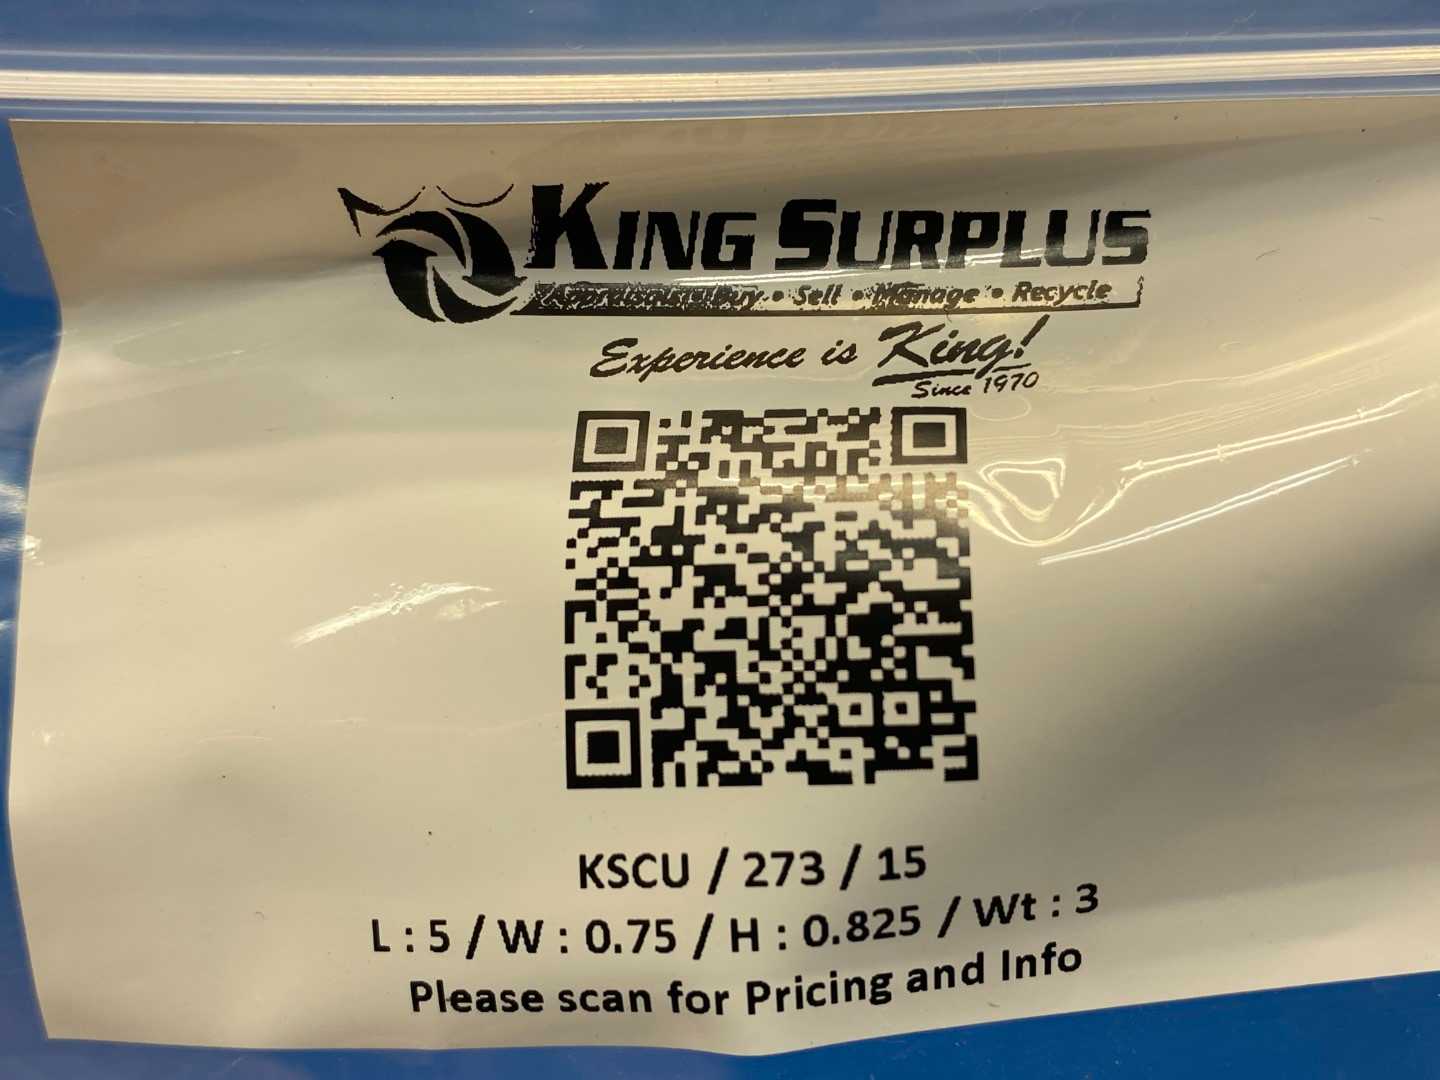 KING SURPLUS
Appraisals • Buy • Sell • Manage • Recycle
Experience is King!
Since 1970
KSCU / 273 / 15
L : 5 / W : 0.75 / H : 0.825 / Wt : 3
Please scan for Pricing and Info